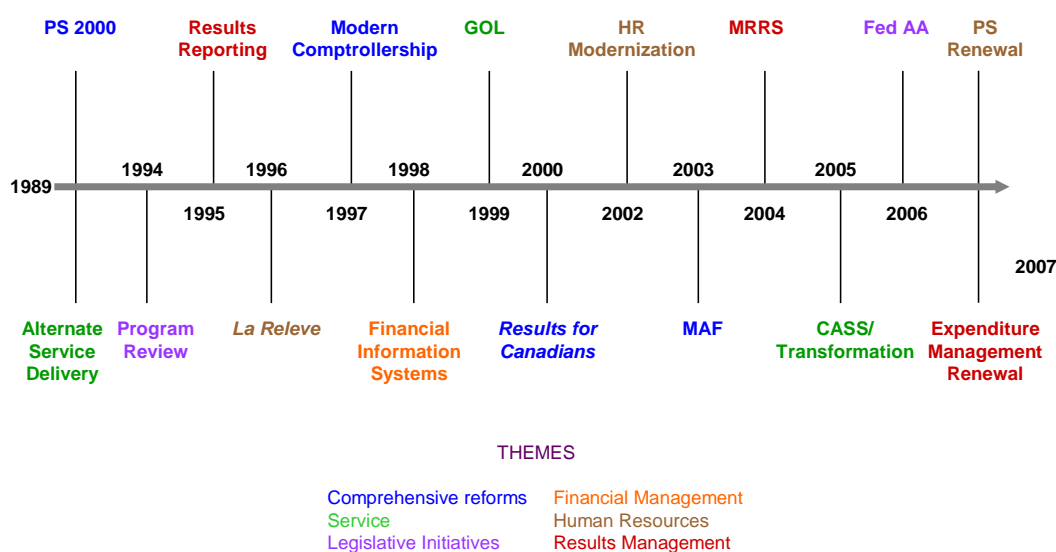 PS 2000
Results
Reporting
Modern
Comptrollership
GOL
HR
Modernization
MRRS
Fed AA
PS
Renewal
1994
1996
1998
2000
2003
2005
1989
1995
1997
1999
2002
2004
2006
2007
Alternate
Service
Delivery
Program
Review
La Releve
Financial
Information
Systems
Results for
Canadians
MAF
CASS/
Transformation
Expenditure
Management
Renewal
THEMES
Comprehensive reforms
Service
Legislative Initiatives
Financial Management
Human Resources
Results Management